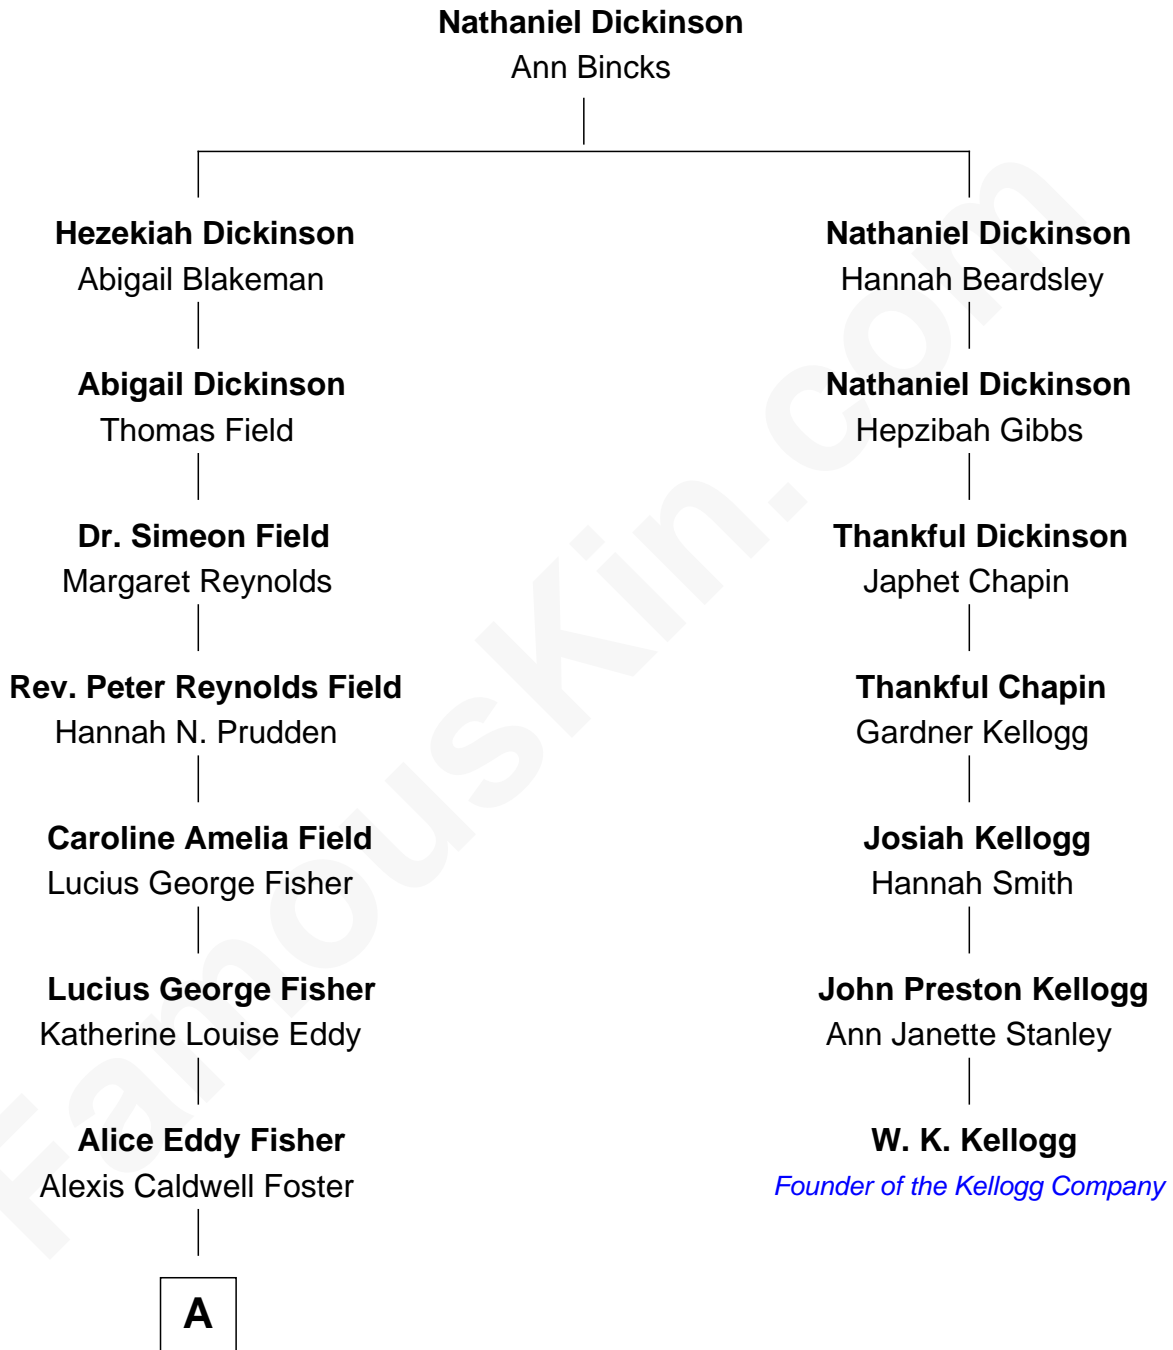 Nathaniel Dickinson
Ann Bincks
Hezekiah Dickinson
Abigail Blakeman
Abigail Dickinson
Thomas Field
Dr. Simeon Field
Margaret Reynolds
Rev. Peter Reynolds Field
Hannah N. Prudden
Caroline Amelia Field
Lucius George Fisher
Lucius George Fisher
Katherine Louise Eddy
Alice Eddy Fisher
Alexis Caldwell Foster
A
Nathaniel Dickinson
Hannah Beardsley
Nathaniel Dickinson
Hepzibah Gibbs
Thankful Dickinson
Japhet Chapin
Thankful Chapin
Gardner Kellogg
Josiah Kellogg
Hannah Smith
John Preston Kellogg
Ann Janette Stanley
W. K. Kellogg
Founder of the Kellogg Company
FamousKin.com